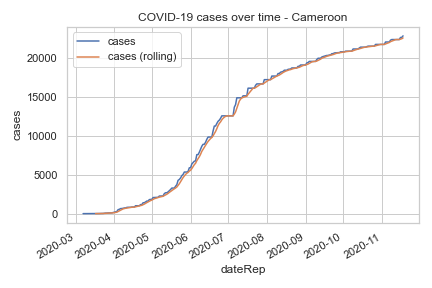 COVID-19 cases over time - Cameroon
cases
cases (rolling)
20000
15000
10000
5000
0
cases
2020-03
2020-04
2020-05
2020-06
2020-07
2020-08
2020-09
2020-10
2020-11
dateRep